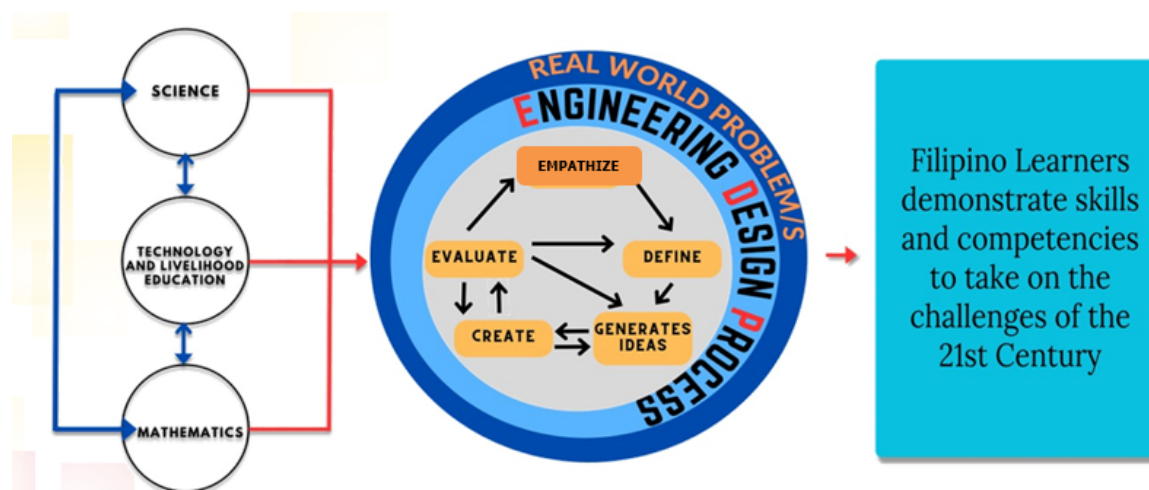 SCIENCE
TECHNOLOGY
AND LIVELIHOOD
EDUCATION
MATHEMATICS
REAL WORLD PROBLEM/S
ENGINEERING DESIGN PROCESS
EMPATHIZE
EVALUATE
DEFINE
CREATE
GENERATES
IDEAS
Filipino Learners
demonstrate skills
and competencies
to take on the
challenges of the
21st Century